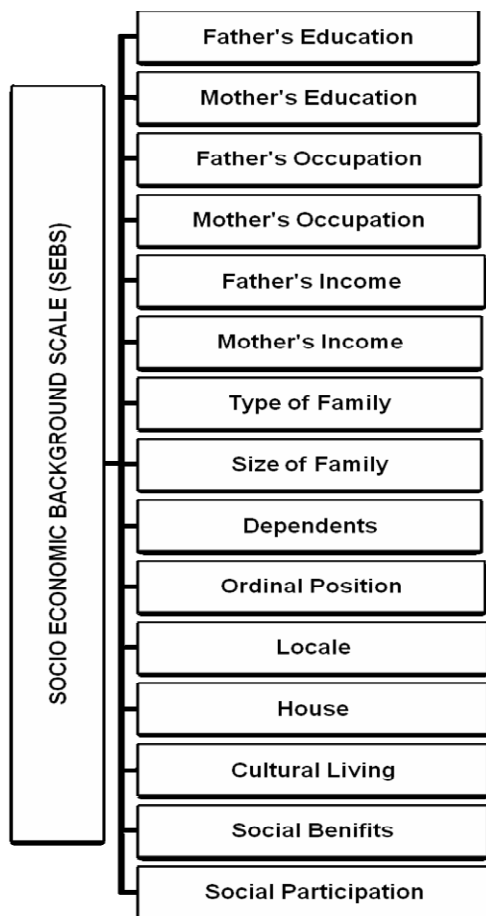 SOCIO ECONOMIC BACKGROUND SCALE (SEBS)
Father's Education
Mother's Education
Father's Occupation
Mother's Occupation
Father's Income
Mother's Income
Type of Family
Size of Family
Dependents
Ordinal Position
Locale
House
Cultural Living
Social Benifits
Social Participation